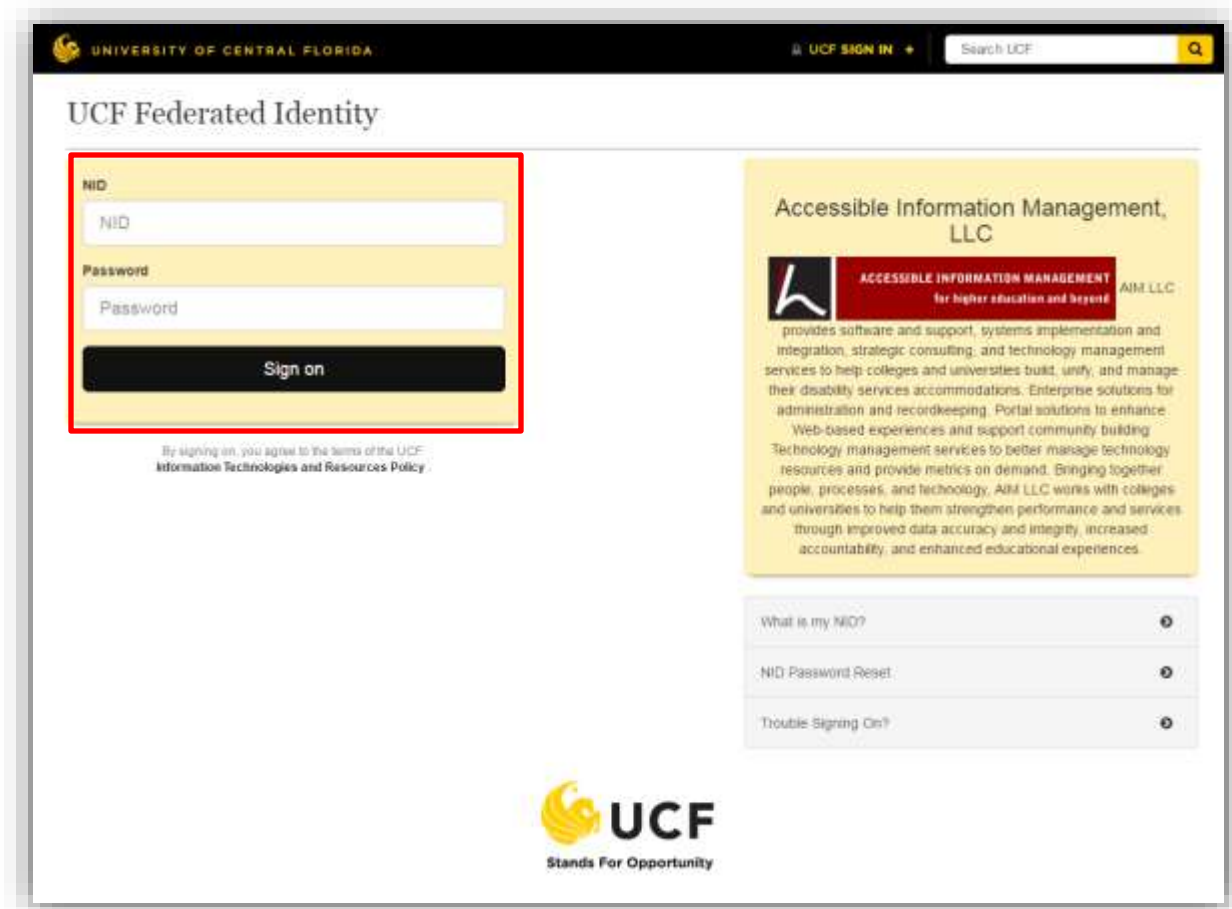 UNIVERSITY OF CENTRAL FLORIDA
UCF SIGN IN +
Search UCF
UCF Federated Identity
NID
NID
Password
Password
Sign on
By signing on, you agree to the terms of the UCF
Information Technologies and Resources Policy
Accessible Information Management,
LLC
ACCESSIBLE INFORMATION MANAGEMENT
for higher education and beyond
AIM LLC
provides software and support, systems implementation and
integration, strategic consulting, and technology management
services to help colleges and universities build, unify, and manage
their disability services accommodations. Enterprise solutions for
administration and recordkeeping. Portal solutions to enhance
Web-based experiences and support community building
Technology management services to better manage technology
resources and provide metrics on demand. Bringing together
people, processes, and technology, AIM LLC works with colleges
and universities to help them strengthen performance and services
through improved data accuracy and integrity, increased
accountability, and enhanced educational experiences.
What is my NID?
NID Password Reset
Trouble Signing On?
UCF
Stands For Opportunity